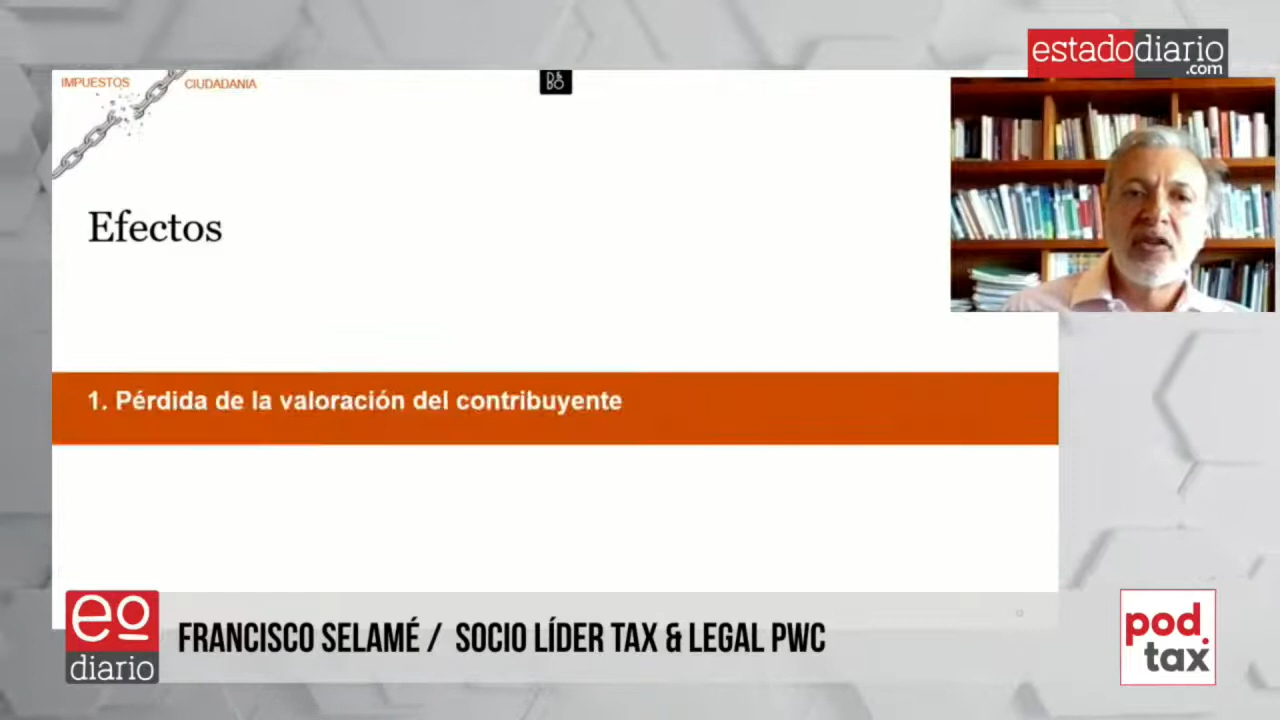 estadodiario
.com
IMPUESTOS
CIUDADANIA
Efectos
1. Pérdida de la valoración del contribuyente
eo
diario
FRANCISCO SELAMÉ / SOCIO LÍDER TAX & LEGAL PWC
pod.
tax